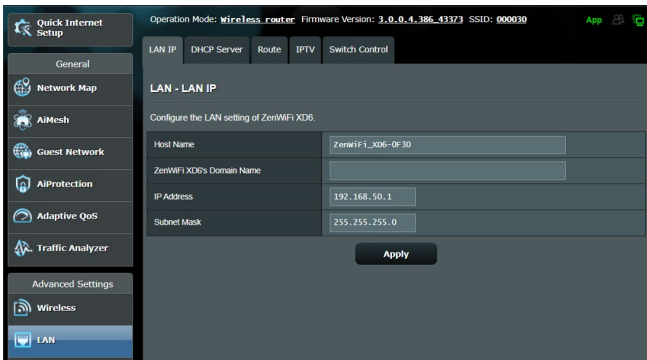 Quick Internet
Setup
Operation Mode: Wireless router Firmware Version: 3.0.0.4.386_43373 SSID: 000030
App
General
Network Map
AiMesh
Guest Network
AiProtection
Adaptive QoS
Traffic Analyzer
Advanced Settings
Wireless
LAN
LAN IP DHCP Server Route IPTV Switch Control
LAN - LAN IP
Configure the LAN setting of ZenWiFi XD6.
Host Name ZenWiFi_XD6-0F30
ZenWiFi XD6's Domain Name
IP Address 192.168.50.1
Subnet Mask 255.255.255.0
Apply